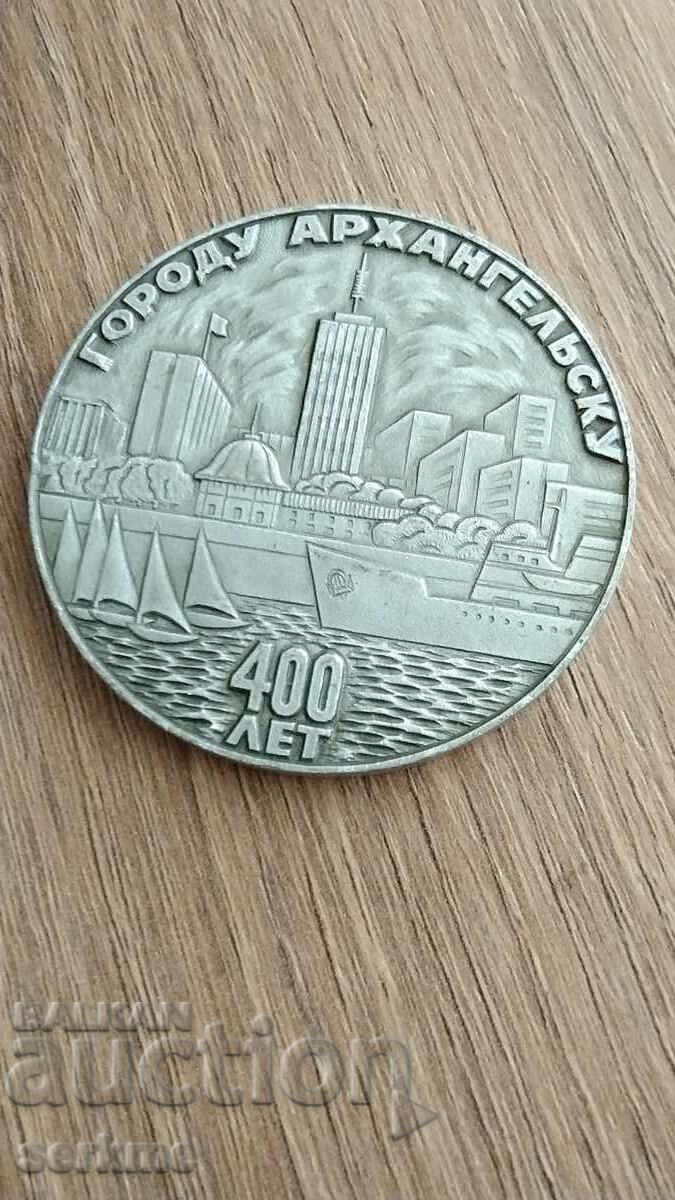 ГОРОДУ АРХАНГЕЛЬСКУ
400
ЛЕТ
BALKAN
auction
serkme